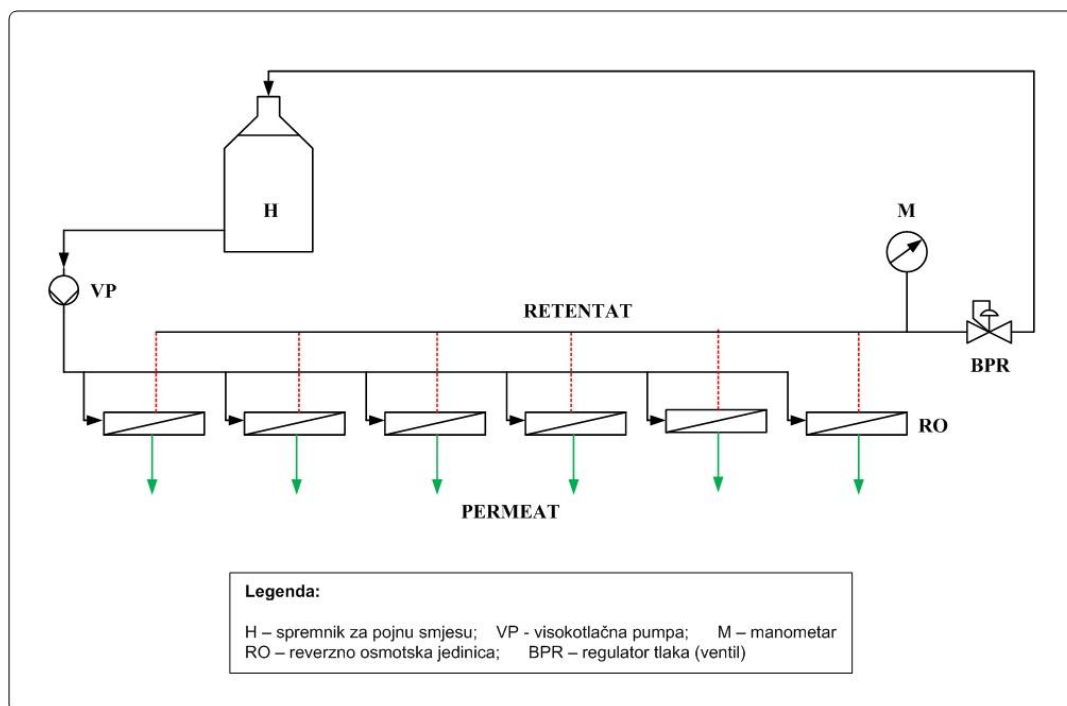 H
M
VP
RETENTAT
BPR
RO
PERMEAT
Legenda:
H – spremnik za pojnu smjesu; VP - visokotlačna pumpa; M – manometar
RO – reverzno osmotska jedinica; BPR – regulator tlaka (ventil)